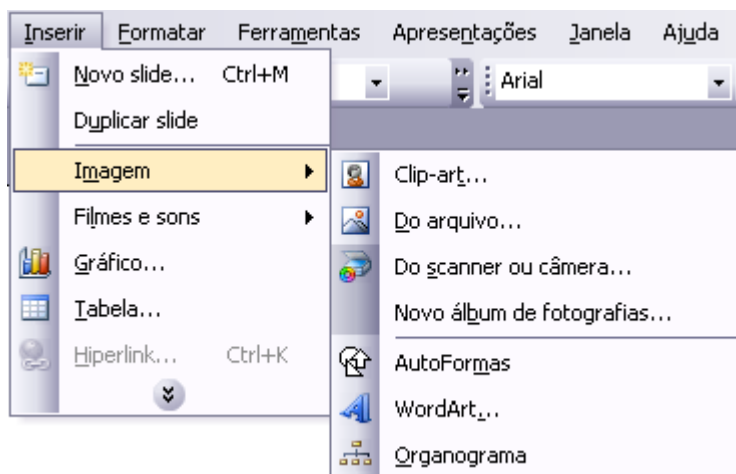 Inserir Formatar Ferramentas Apresentações Janela Ajuda
Novo slide... Ctrl+M
Arial
Duplicar slide
Imagem
Clip-art...
Filmes e sons
Do arquivo...
Gráfico...
Do scanner ou câmera...
Tabela...
Novo álbum de fotografias...
Hiperlink... Ctrl+K
AutoFormas
WordArt...
Organograma